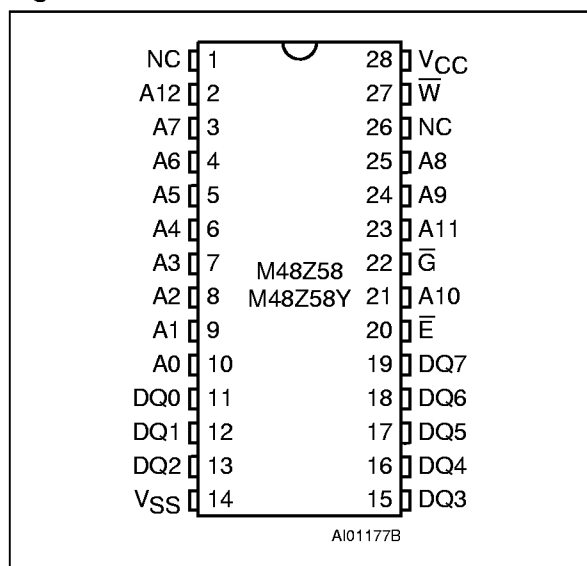 NC 1 28 VCC
A12 2 27 W̅
A7 3 26 NC
A6 4 25 A8
A5 5 24 A9
A4 6 23 A11
A3 7 22 G̅
M48Z58
A2 8 M48Z58Y 21 A10
A1 9 20 E̅
A0 10 19 DQ7
DQ0 11 18 DQ6
DQ1 12 17 DQ5
DQ2 13 16 DQ4
VSS 14 15 DQ3
AI01177B